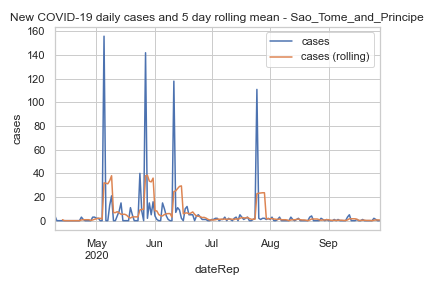 New COVID-19 daily cases and 5 day rolling mean - Sao_Tome_and_Principe
cases
cases (rolling)
160
140
120
100
80
60
40
20
0
cases
May
2020
Jun
Jul
Aug
Sep
dateRep